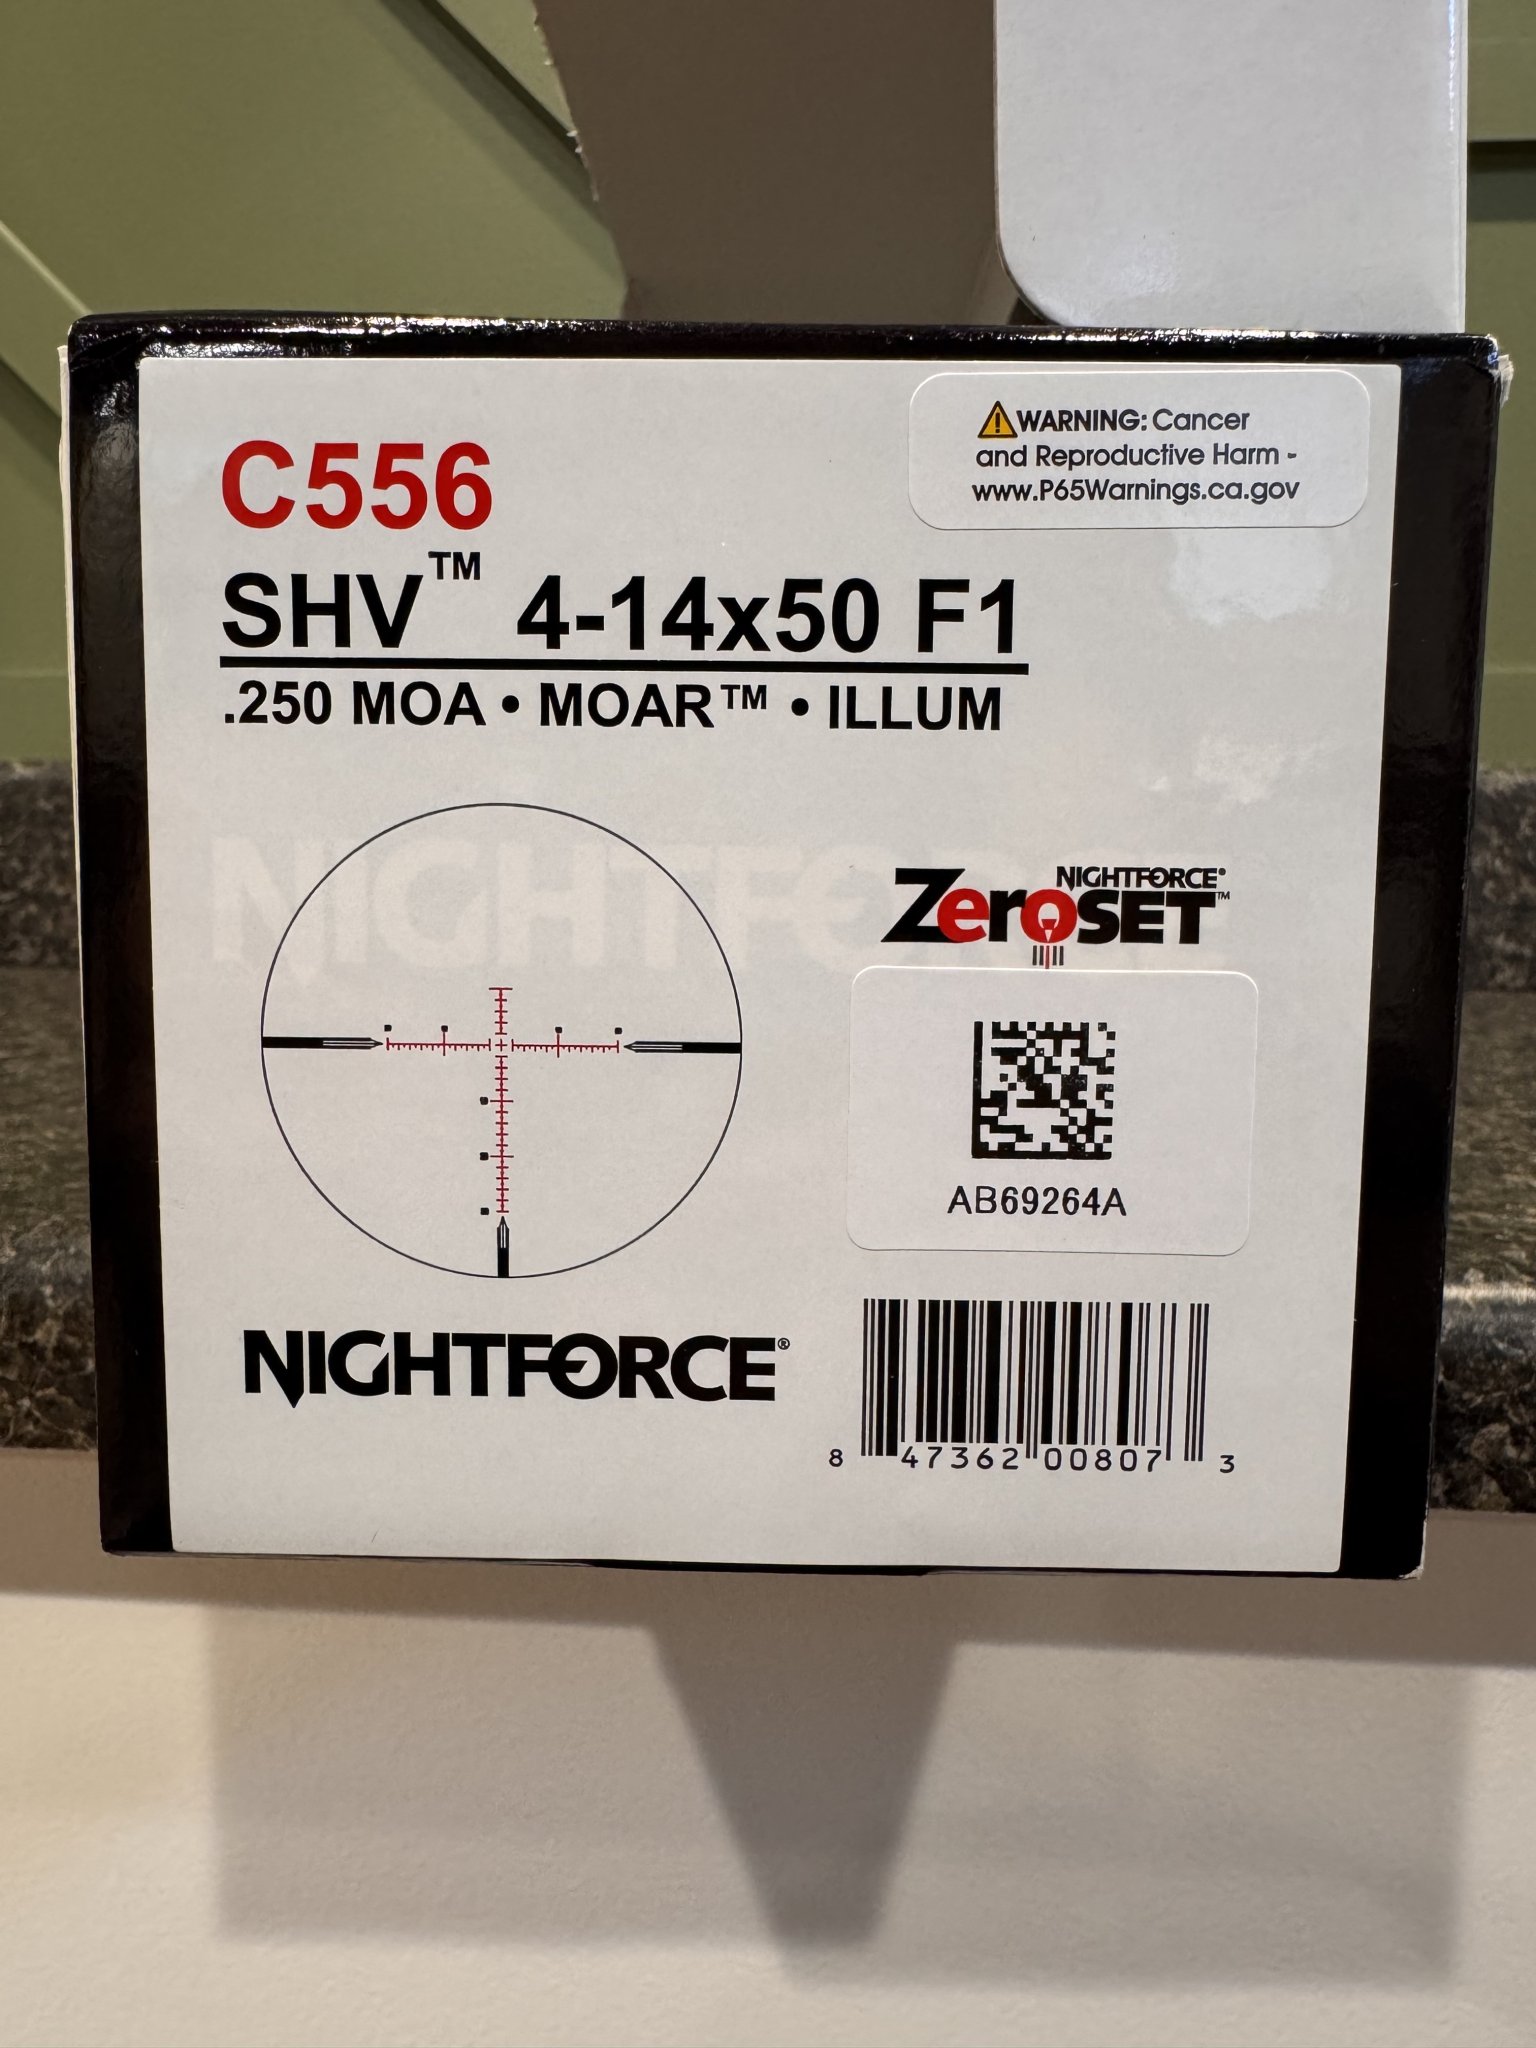 C556
⚠WARNING: Cancer
and Reproductive Harm -
www.P65Warnings.ca.gov
SHV™ 4-14x50 F1
.250 MOA • MOAR™ • ILLUM
NIGHTFORCE
NIGHTFORCE®
ZeroSET™
AB69264A
NIGHTFORCE®
8 47362 00807 3